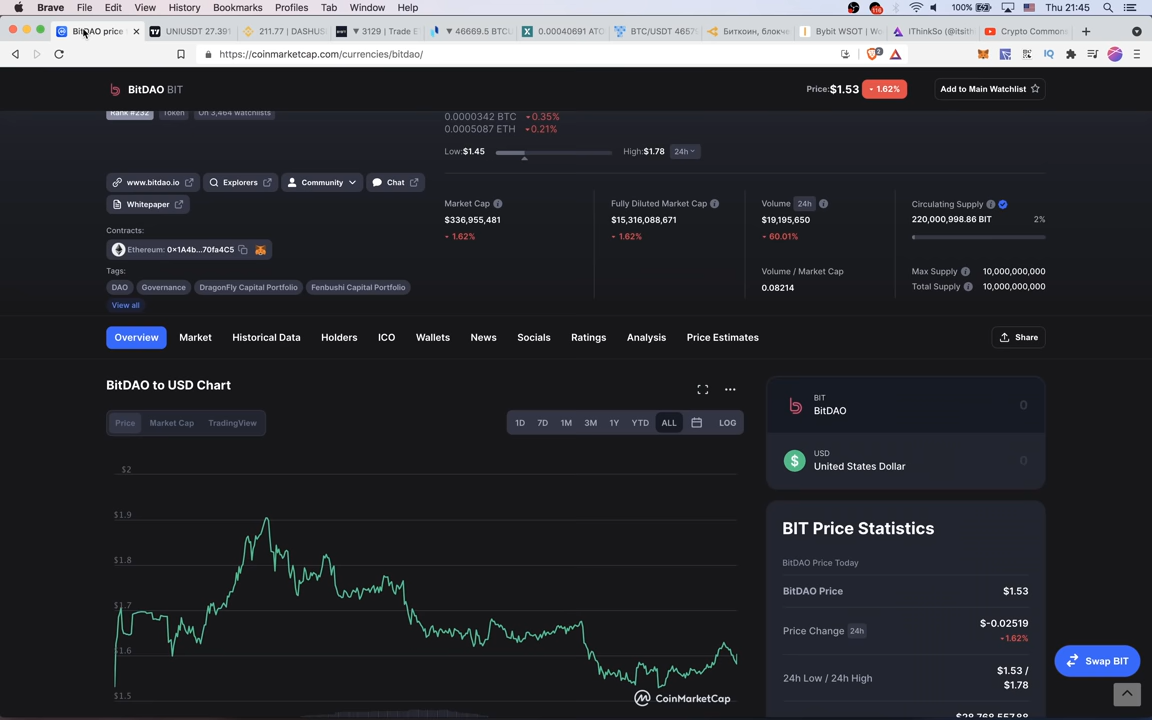 Brave File Edit View History Bookmarks Profiles Tab Window Help
116
100% Thu 21:45
BitDAO price
UNIUSDT 27.391
211.77 | DASHUS
▼ 3129 | Trade E
▼ 46669.5 BTCU
0.00040691 ATO
BTC/USDT 4657
Биткоин, блокче
Bybit WSOT | We
IThinkSo (@itsith
Crypto Common
https://coinmarketcap.com/currencies/bitdao/
2
IQ
BitDAO BIT
Price: $1.53 1.62%
Add to Main Watchlist
Rank #232 Token On 3,464 watchlists
0.0000342 BTC 0.35%
0.0005087 ETH 0.21%
Low: $1.45 High: $1.78 24h
www.bitdao.io Explorers Community Chat
Whitepaper
Contracts:
Ethereum: 0x1A4b...70fa4C5
Tags:
DAO Governance DragonFly Capital Portfolio Fenbushi Capital Portfolio
View all
Market Cap
$336,955,481
1.62%
Fully Diluted Market Cap
$15,316,088,671
1.62%
Volume 24h
$19,195,650
60.01%
Volume / Market Cap
0.08214
Circulating Supply
220,000,998.86 BIT 2%
Max Supply 10,000,000,000
Total Supply 10,000,000,000
Overview Market Historical Data Holders ICO Wallets News Socials Ratings Analysis Price Estimates
Share
BitDAO to USD Chart
Price Market Cap TradingView
1D 7D 1M 3M 1Y YTD ALL LOG
$2
$1.9
$1.8
$1.7
$1.6
$1.5
CoinMarketCap
BIT
BitDAO 0
USD
United States Dollar 0
BIT Price Statistics
BitDAO Price Today
BitDAO Price $1.53
Price Change 24h $-0.02519
1.62%
24h Low / 24h High $1.53 /
$1.78
Swap BIT